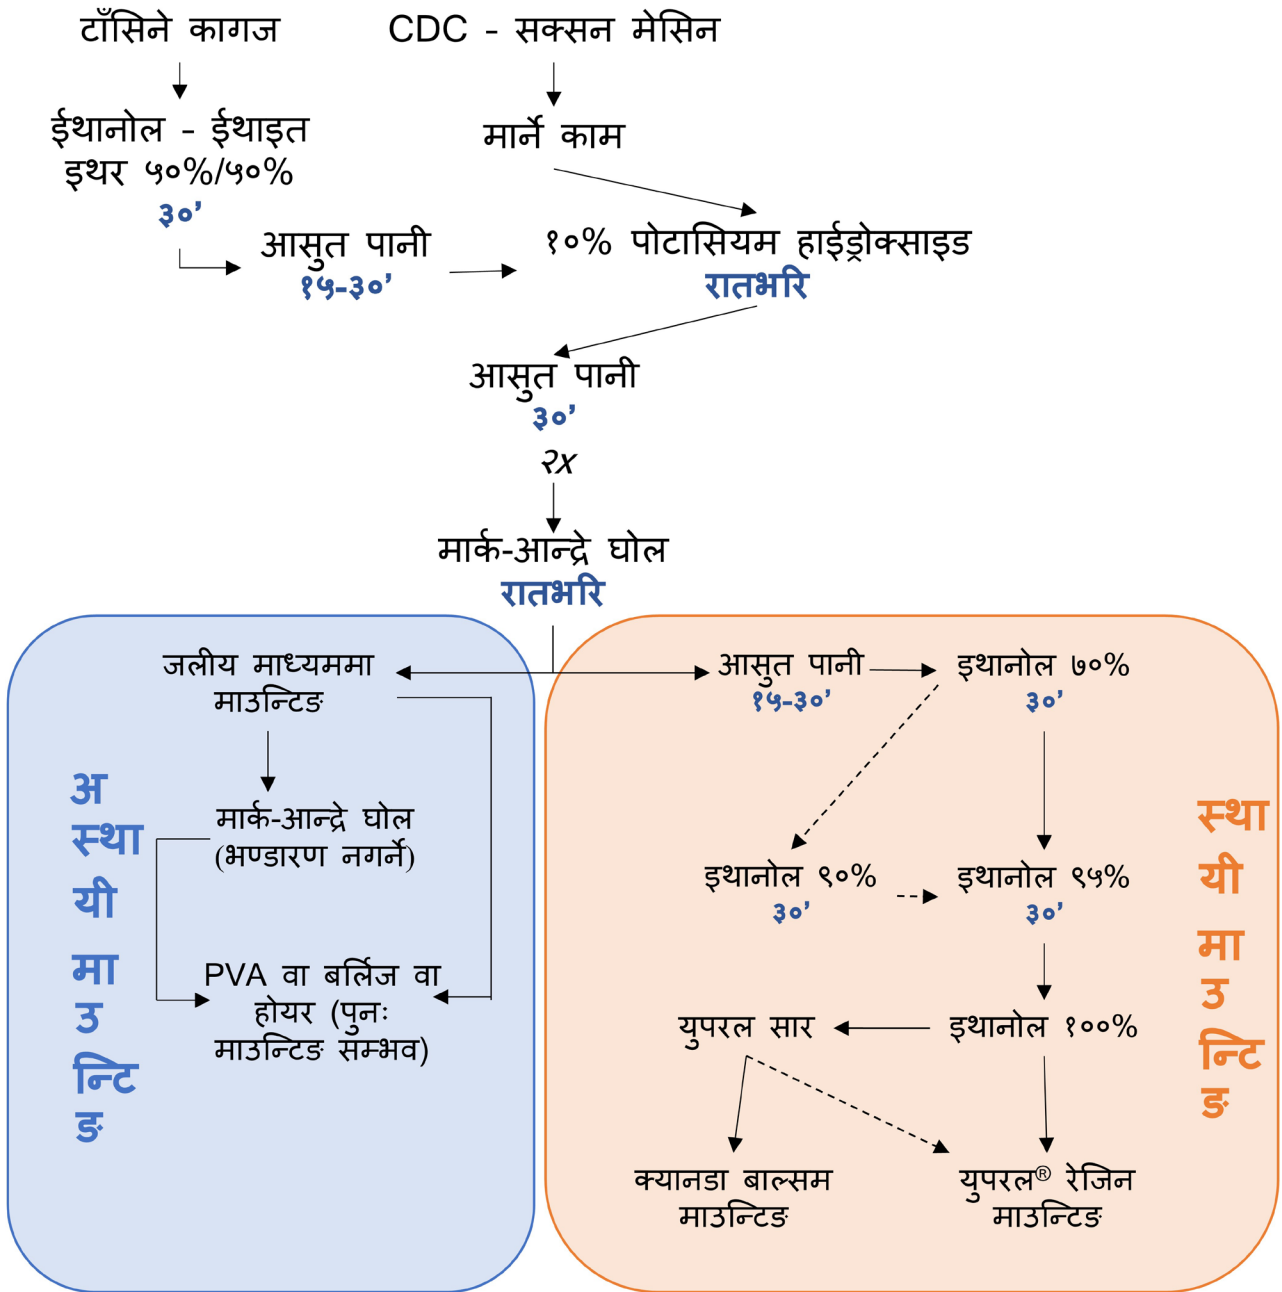 टाँसिने कागज
CDC - सक्सन मेसिन
ईथानोल - ईथाइत
इथर ५०%/५०%
३०’
मार्ने काम
आसुत पानी
१५-३०’
१०% पोटासियम हाईड्रोक्साइड
रातभरि
आसुत पानी
३०’
२x
मार्क-आन्द्रे घोल
रातभरि
जलीय माध्यममा
माउन्टिङ
मार्क-आन्द्रे घोल
(भण्डारण नगर्ने)
PVA वा बर्लिज वा
होयर (पुनः
माउन्टिङ सम्भव)
अ
स्था
यी
मा
उ
न्टि
ङ
आसुत पानी
१५-३०’
इथानोल ७०%
३०’
इथानोल ९०%
३०’
इथानोल ९५%
३०’
युपरल सार
इथानोल १००%
क्यानडा बाल्सम
माउन्टिङ
युपरल® रेजिन
माउन्टिङ
स्था
यी
मा
उ
न्टि
ङ